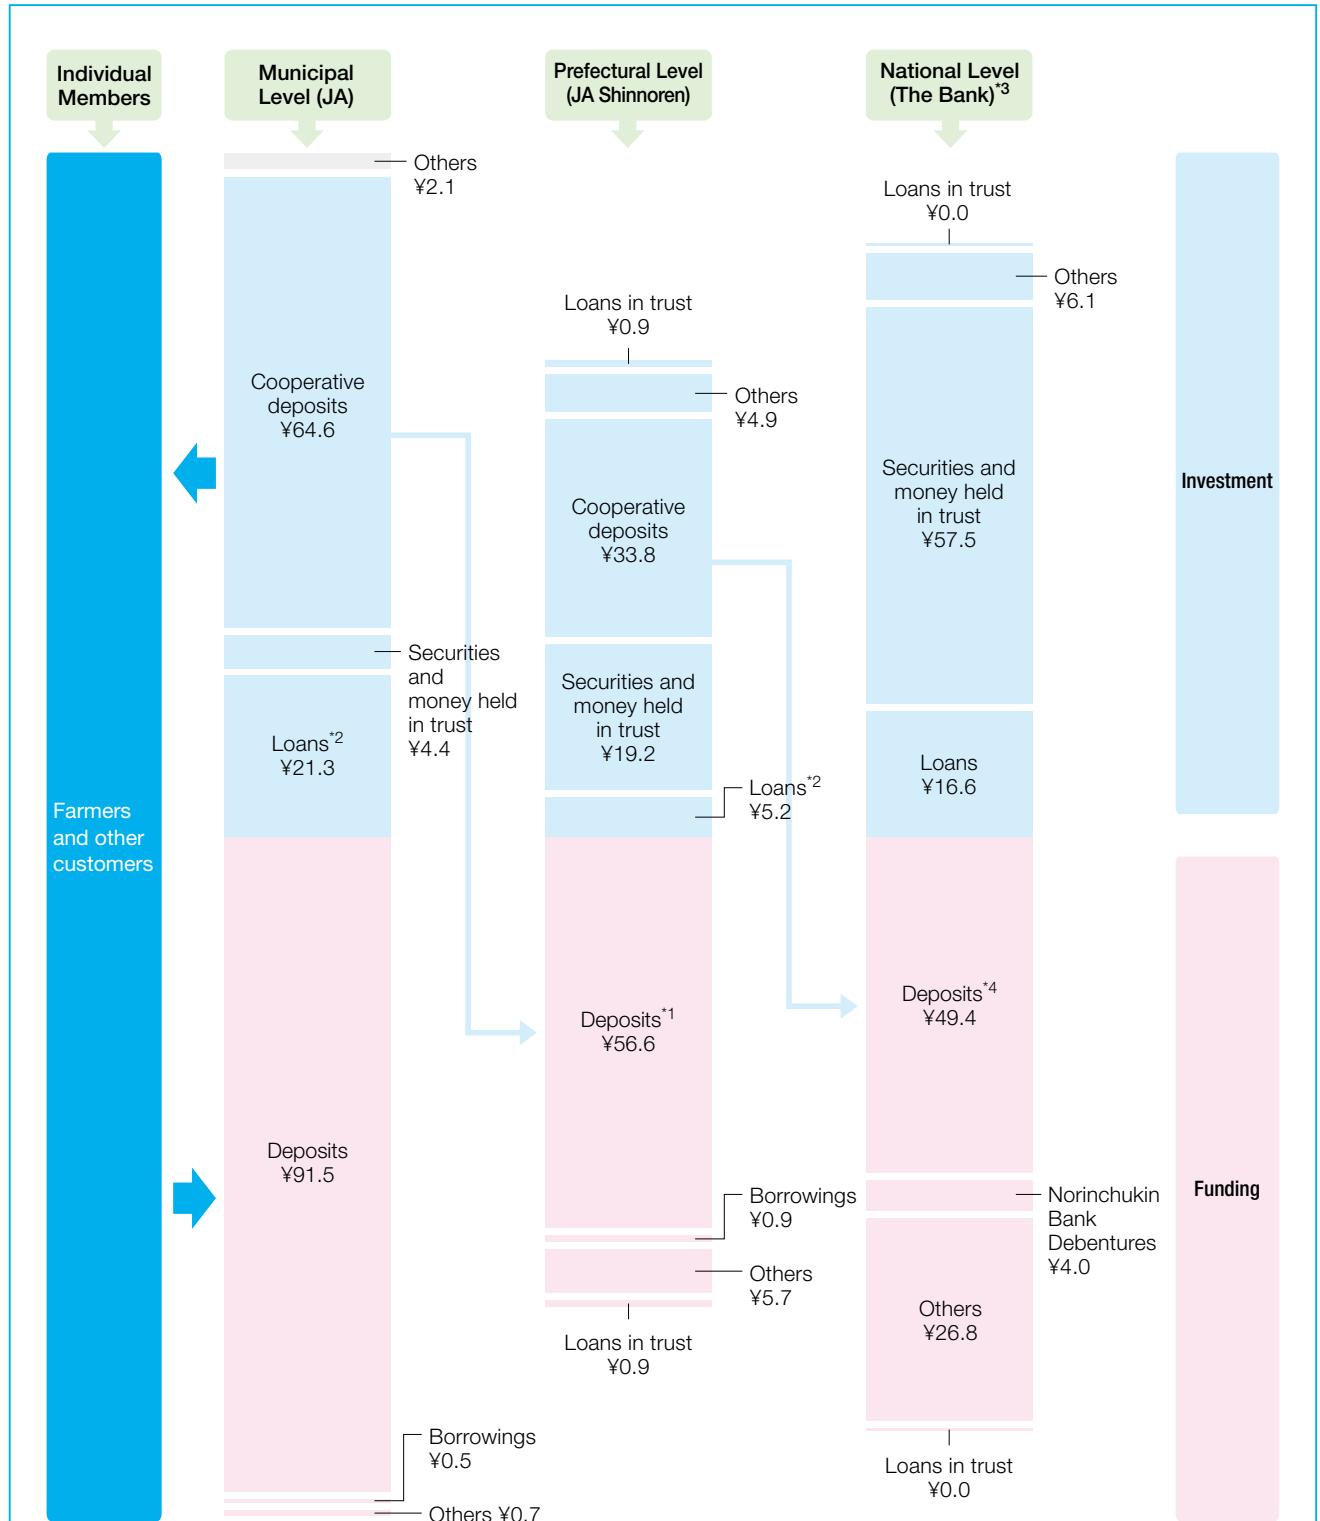 Individual
Members
Municipal
Level (JA)
Prefectural Level
(JA Shinnoren)
National Level
(The Bank)*3
Farmers
and other
customers
Others
¥2.1
Cooperative
deposits
¥64.6
Securities
and
money held
in trust
¥4.4
Loans*2
¥21.3
Deposits
¥91.5
Borrowings
¥0.5
Others ¥0.7
Loans in trust
¥0.9
Others
¥4.9
Cooperative
deposits
¥33.8
Securities and
money held
in trust
¥19.2
Loans*2
¥5.2
Deposits*1
¥56.6
Borrowings
¥0.9
Others
¥5.7
Loans in trust
¥0.9
Loans in trust
¥0.0
Others
¥6.1
Securities and
money held
in trust
¥57.5
Loans
¥16.6
Deposits*4
¥49.4
Norinchukin
Bank
Debentures
¥4.0
Others
¥26.8
Loans in trust
¥0.0
Investment
Funding